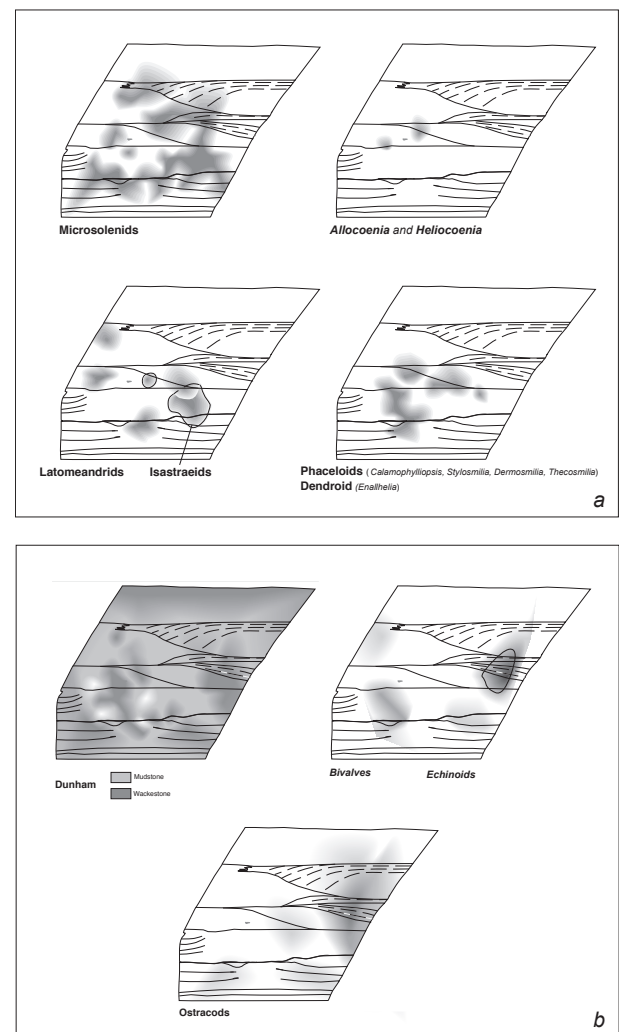 Microsolenids
Allocoenia and Heliocoenia
Latomeandrids
Isastraeids
Phaceloids (Calamophylliopsis, Stylosmilia, Dermosmilia, Thecosmilia)
Dendroid (Enallhelia)
a
Dunham
Mudstone
Wackestone
Bivalves
Echinoids
Ostracods
b